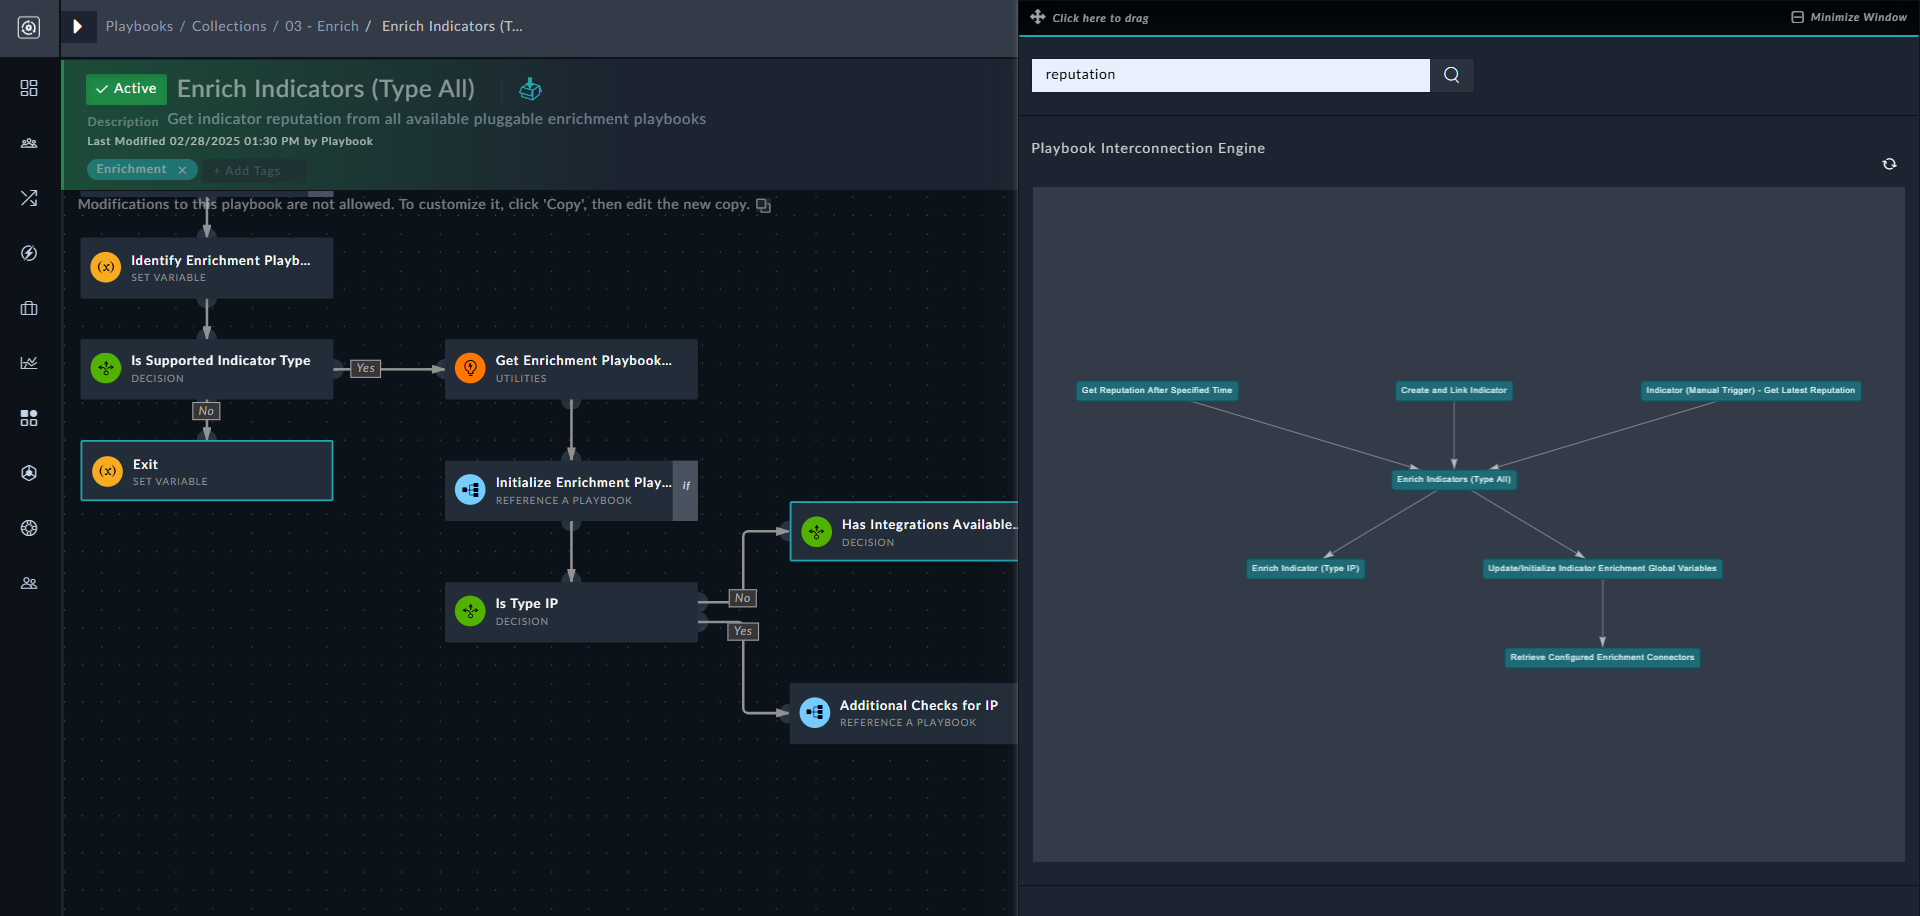 Playbooks / Collections / 03 - Enrich / Enrich Indicators (T...
Active
Enrich Indicators (Type All)
Description Get indicator reputation from all available pluggable enrichment playbooks
Last Modified 02/28/2025 01:30 PM by Playbook
Enrichment ×
+ Add Tags
Modifications to this playbook are not allowed. To customize it, click 'Copy', then edit the new copy.
(x)
Identify Enrichment Playb...
SET VARIABLE
Is Supported Indicator Type
DECISION
Yes
Get Enrichment Playbook...
UTILITIES
No
(x)
Exit
SET VARIABLE
Initialize Enrichment Play...
REFERENCE A PLAYBOOK
if
Has Integrations Available...
DECISION
Is Type IP
DECISION
No
Yes
Additional Checks for IP
REFERENCE A PLAYBOOK
Click here to drag
Minimize Window
reputation
Playbook Interconnection Engine
Get Reputation After Specified Time
Create and Link Indicator
Indicator (Manual Trigger) - Get Latest Reputation
Enrich Indicators (Type All)
Enrich Indicator (Type IP)
Update/Initialize Indicator Enrichment Global Variables
Retrieve Configured Enrichment Connectors